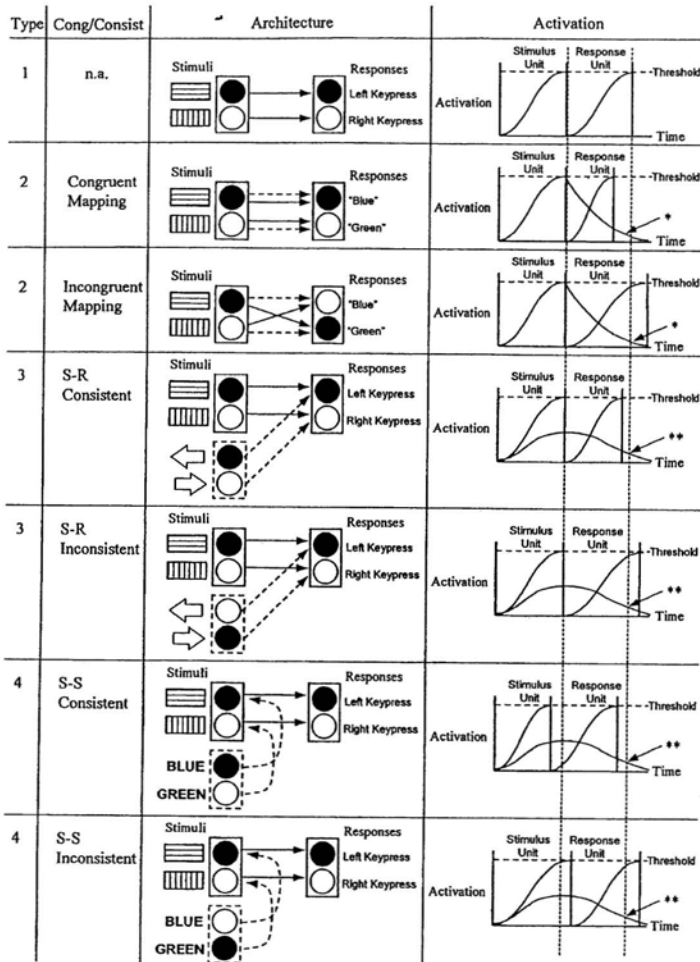 Type Cong/Consist Architecture Activation
1 n.a.
Stimuli Responses
Left Keypress
Right Keypress
Stimulus Unit Response Unit
Threshold
Activation
Time
2 Congruent Mapping
Stimuli Responses
"Blue"
"Green"
Stimulus Unit Response Unit
Threshold
Activation
*
Time
2 Incongruent Mapping
Stimuli Responses
"Blue"
"Green"
Stimulus Unit Response Unit
Threshold
Activation
*
Time
3 S-R Consistent
Stimuli Responses
Left Keypress
Right Keypress
Stimulus Unit Response Unit
Threshold
Activation
**
Time
3 S-R Inconsistent
Stimuli Responses
Left Keypress
Right Keypress
Stimulus Unit Response Unit
Threshold
Activation
**
Time
4 S-S Consistent
Stimuli Responses
Left Keypress
Right Keypress
BLUE
GREEN
Stimulus Unit Response Unit
Threshold
Activation
**
Time
4 S-S Inconsistent
Stimuli Responses
Left Keypress
Right Keypress
BLUE
GREEN
Stimulus Unit Response Unit
Threshold
Activation
**
Time